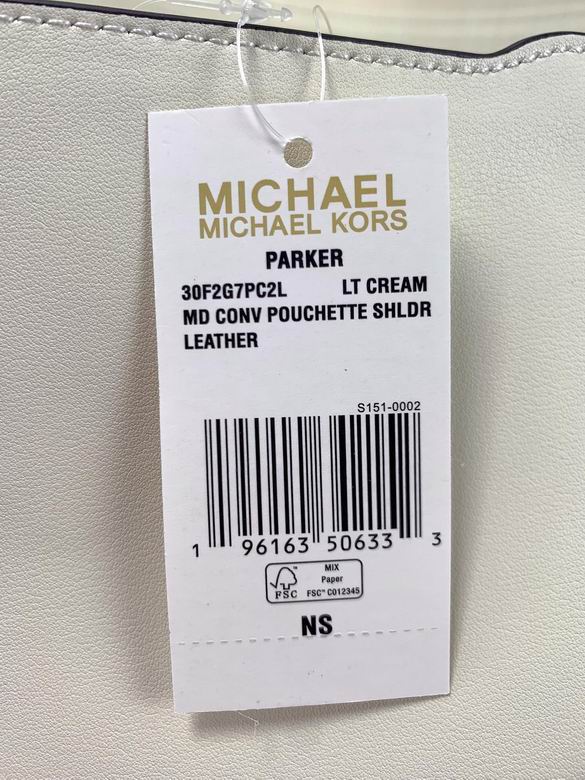 MICHAEL
MICHAEL KORS
PARKER
30F2G7PC2L LT CREAM
MD CONV POUCHETTE SHLDR
LEATHER
S151-0002
1 96163 50633 3
FSC™
MIX
Paper
FSC™ C012345
NS